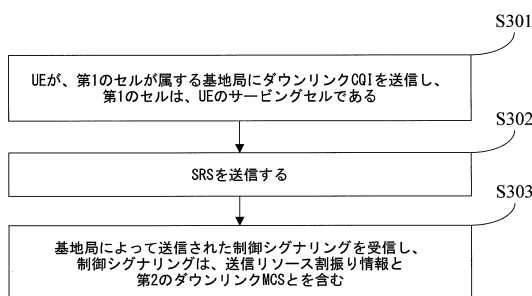 S301
UEが、第1のセルが属する基地局にダウンリンクCQIを送信し、
第1のセルは、UEのサービングセルである
S302
SRSを送信する
S303
基地局によって送信された制御シグナリングを受信し、
制御シグナリングは、送信リソース割振り情報と
第2のダウンリンクMCSとを含む